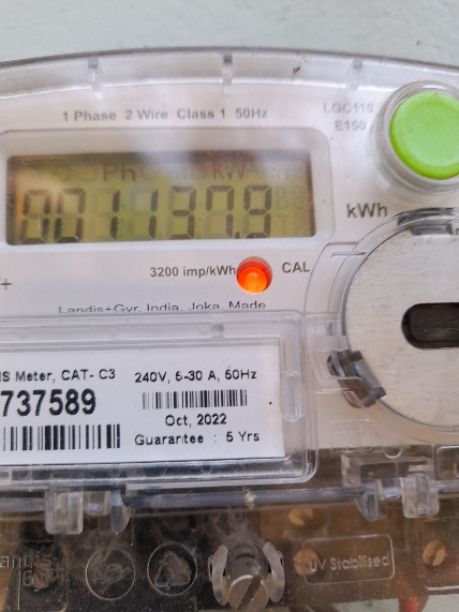 1 Phase 2 Wire Class 1 50Hz
LGC110
E150
001137.9
kWh
3200 imp/kWh CAL
Landis+Gyr, India, Joka, Made
Meter, CAT- C3
737589
240V, 5-30 A, 50Hz
Oct, 2022
Guarantee : 5 Yrs
UV Stabilised